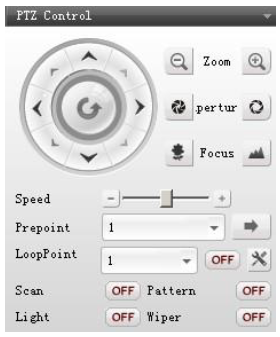 PTZ Control
Zoom
pertur
Focus
Speed
Prepoint 1
LoopPoint 1 OFF
Scan OFF Pattern OFF
Light OFF Wiper OFF